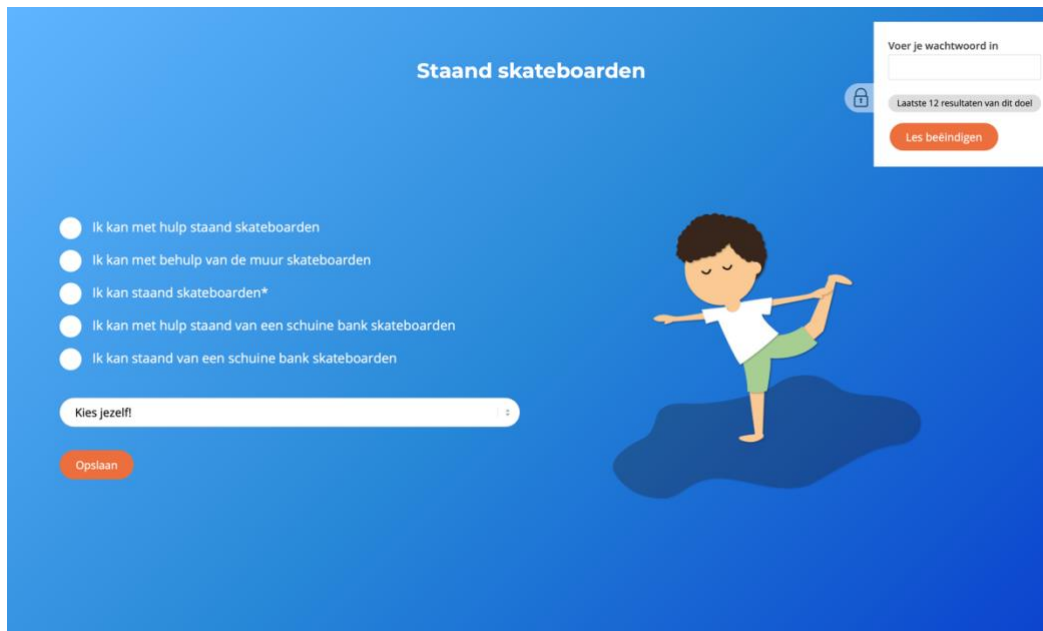 Staand skateboarden
Voer je wachtwoord in
Laatste 12 resultaten van dit doel
Les beëindigen
Ik kan met hulp staand skateboarden
Ik kan met behulp van de muur skateboarden
Ik kan staand skateboarden*
Ik kan met hulp staand van een schuine bank skateboarden
Ik kan staand van een schuine bank skateboarden
Kies jezelf!
Opslaan